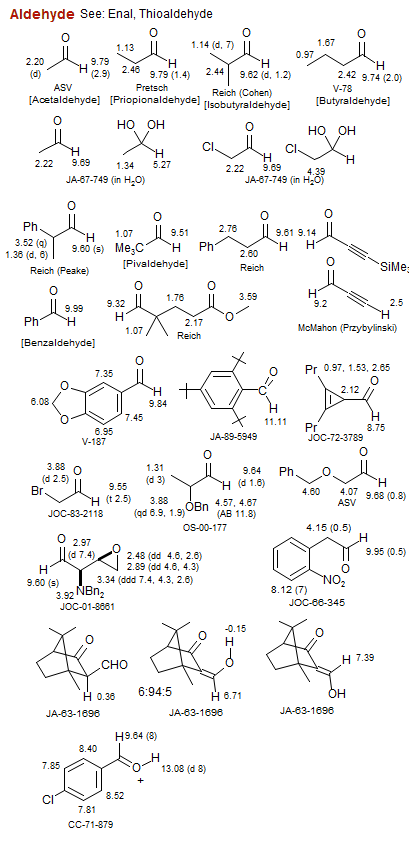 Aldehyde See: Enal, Thioaldehyde
2.20 (d) O H 9.79 (2.9)
ASV
[Acetaldehyde]
1.13 2.46 O H 9.79 (1.4)
Pretsch
[Propionaldehyde]
1.14 (d, 7) 2.44 O H 9.62 (d, 1.2)
Reich (Cohen)
[Isobutyraldehyde]
0.97 1.67 2.42 O H 9.74 (2.0)
V-78
[Butyraldehyde]
O 2.22 H 9.69
HO OH 1.34 H 5.27
JA-67-749 (in H2O)
Cl O 2.22 H 9.69
Cl HO OH 4.39 H
JA-67-749 (in H2O)
Ph O 3.52 (q) H 9.60 (s)
1.36 (d, 6)
Reich (Peake)
1.07 O 9.51
Me3C H
[Pivaldehyde]
2.76 O 9.61
Ph 2.60 H
Reich
9.14 O H SiMe3
O H 9.2 H 2.5
McMahon (Przybylinski)
O 9.99
Ph H
[Benzaldehyde]
9.32 O H 1.76 O 3.59
1.07 2.17 O
Reich
7.35 O H 9.84
6.08 O O 7.45
6.95
V-187
O C H 11.11
JA-89-5949
Pr 0.97, 1.53, 2.65
2.12 O
Pr H 8.75
JOC-72-3789
3.88 (d 2.5) O 9.55 (t 2.5)
Br H
JOC-83-2118
1.31 (d 3) O 9.64 (d 1.6)
H
3.88 (qd 6.9, 1.9) OBn 4.57, 4.67 (AB 11.8)
OS-00-177
Ph O O
4.60 4.07 H 9.68 (0.8)
ASV
O 2.97 (d 7.4) O 2.48 (dd 4.6, 2.6)
2.89 (dd 4.6, 4.3)
H 3.34 (ddd 7.4, 4.3, 2.6)
9.60 (s) 3.92 NBn2
JOC-01-8661
4.15 (0.5) H 9.95 (0.5)
O
NO2
8.12 (7)
JOC-66-345
O CHO
H 0.36
JA-63-1696
6:94:5
-0.15
O H
O
H 6.71
JA-63-1696
O H 7.39
OH
JA-63-1696
H 9.64 (8)
8.40 H
7.85 O 13.08 (d 8)
+
Cl 8.52
7.81
CC-71-879